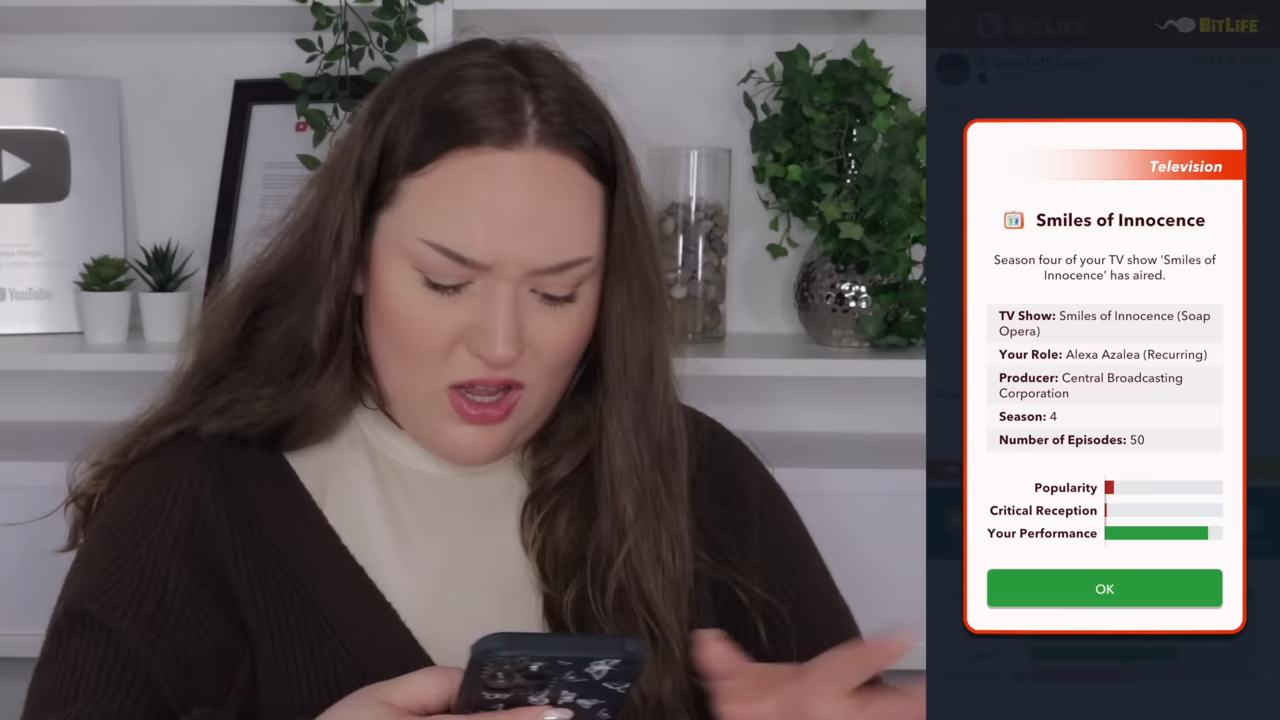 BITLIFE
Television
Smiles of Innocence
Season four of your TV show 'Smiles of
Innocence' has aired.
TV Show: Smiles of Innocence (Soap
Opera)
Your Role: Alexa Azalea (Recurring)
Producer: Central Broadcasting
Corporation
Season: 4
Number of Episodes: 50
Popularity
Critical Reception
Your Performance
OK
YouTube